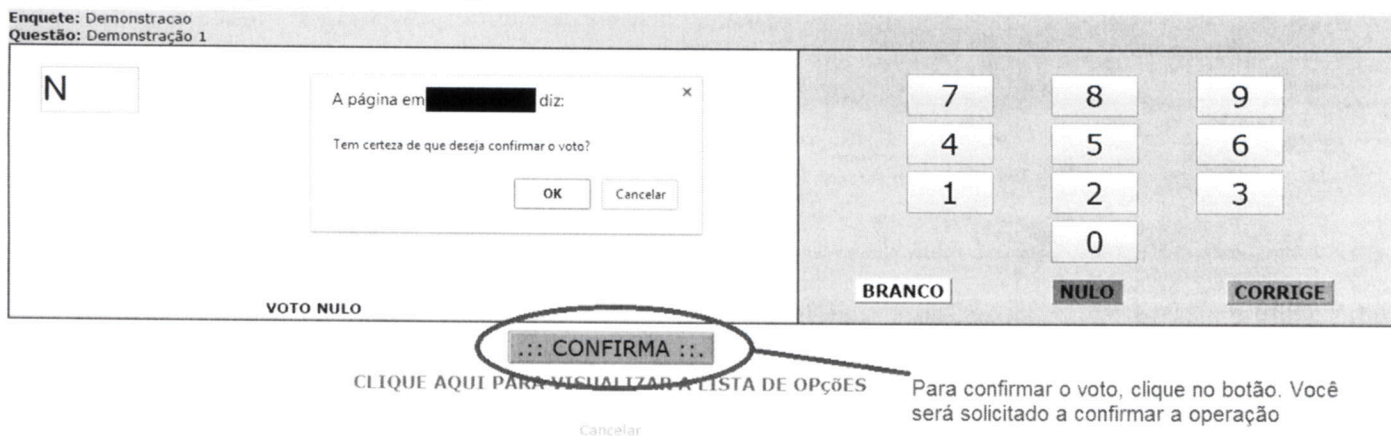 Enquete: Demonstracao
Questão: Demonstração 1
N
A página em diz:
×
Tem certeza de que deseja confirmar o voto?
OK Cancelar
VOTO NULO
7 8 9
4 5 6
1 2 3
0
BRANCO NULO CORRIGE
.:: CONFIRMA ::.
CLIQUE AQUI PARA VISUALIZAR A LISTA DE OPçõES
Cancelar
Para confirmar o voto, clique no botão. Você
será solicitado a confirmar a operação